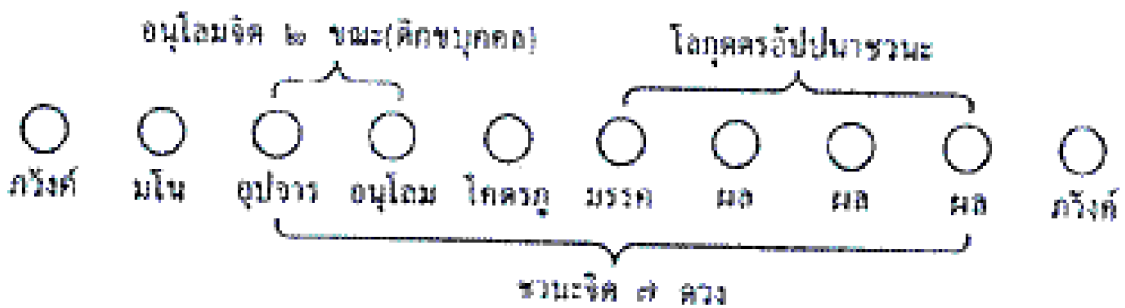 อนุโลมจิต ๒ ขณะ(ติกขบุคคล) โลกุตตรอัปปนาชวนะ
ภวังค์ มโน อุปจาร อนุโลม โคตรภู มรรค ผล ผล ผล ภวังค์
ชวนะจิต ๗ ดวง